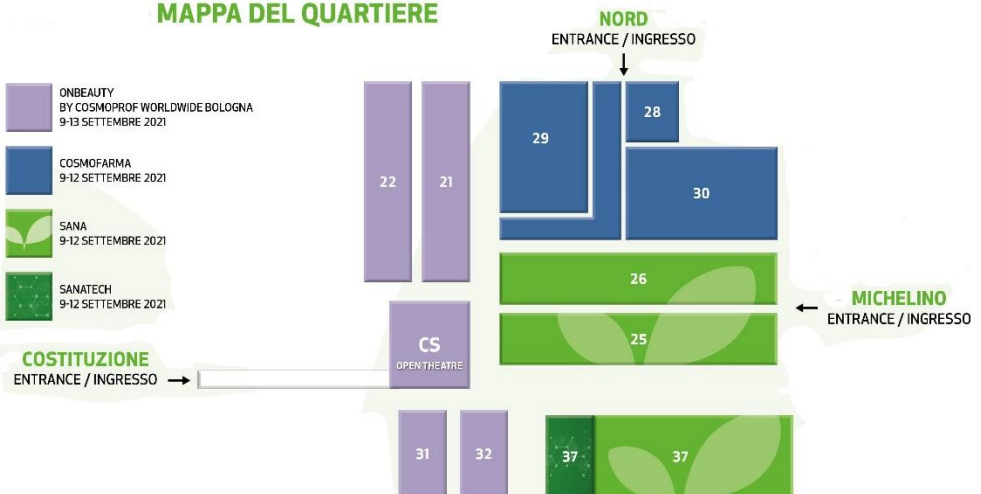 MAPPA DEL QUARTIERE
NORD
ENTRANCE / INGRESSO
ONBEAUTY
BY COSMOPROF WORLDWIDE BOLOGNA
9-13 SETTEMBRE 2021
COSMOFARMA
9-12 SETTEMBRE 2021
SANA
9-12 SETTEMBRE 2021
SANATECH
9-12 SETTEMBRE 2021
22
21
29
28
30
26
25
MICHELINO
ENTRANCE / INGRESSO
COSTITUZIONE
ENTRANCE / INGRESSO
CS
OPEN THEATRE
31
32
37
37